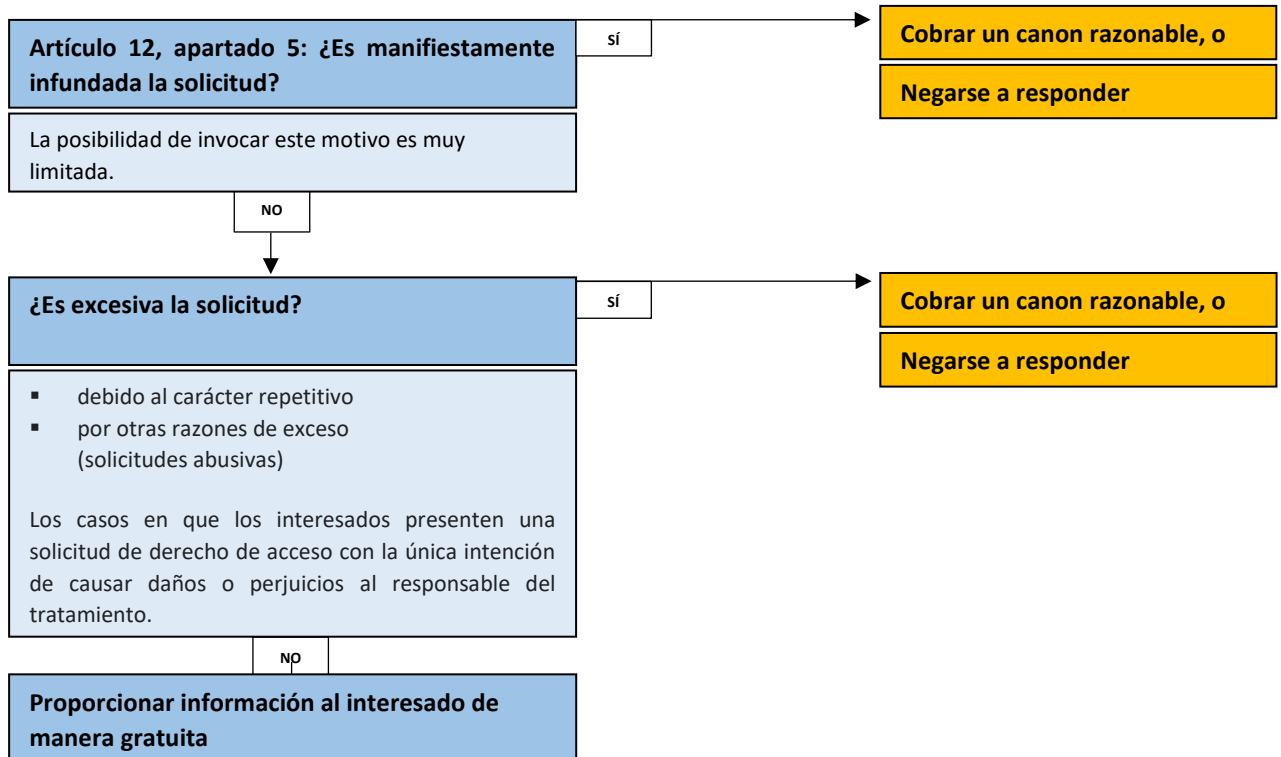 Artículo 12, apartado 5: ¿Es manifiestamente
infundada la solicitud?
SÍ
Cobrar un canon razonable, o
Negarse a responder
La posibilidad de invocar este motivo es muy
limitada.
NO
¿Es excesiva la solicitud?
SÍ
Cobrar un canon razonable, o
Negarse a responder
▪ debido al carácter repetitivo
▪ por otras razones de exceso
(solicitudes abusivas)
Los casos en que los interesados presenten una
solicitud de derecho de acceso con la única intención
de causar daños o perjuicios al responsable del
tratamiento.
NO
Proporcionar información al interesado de
manera gratuita